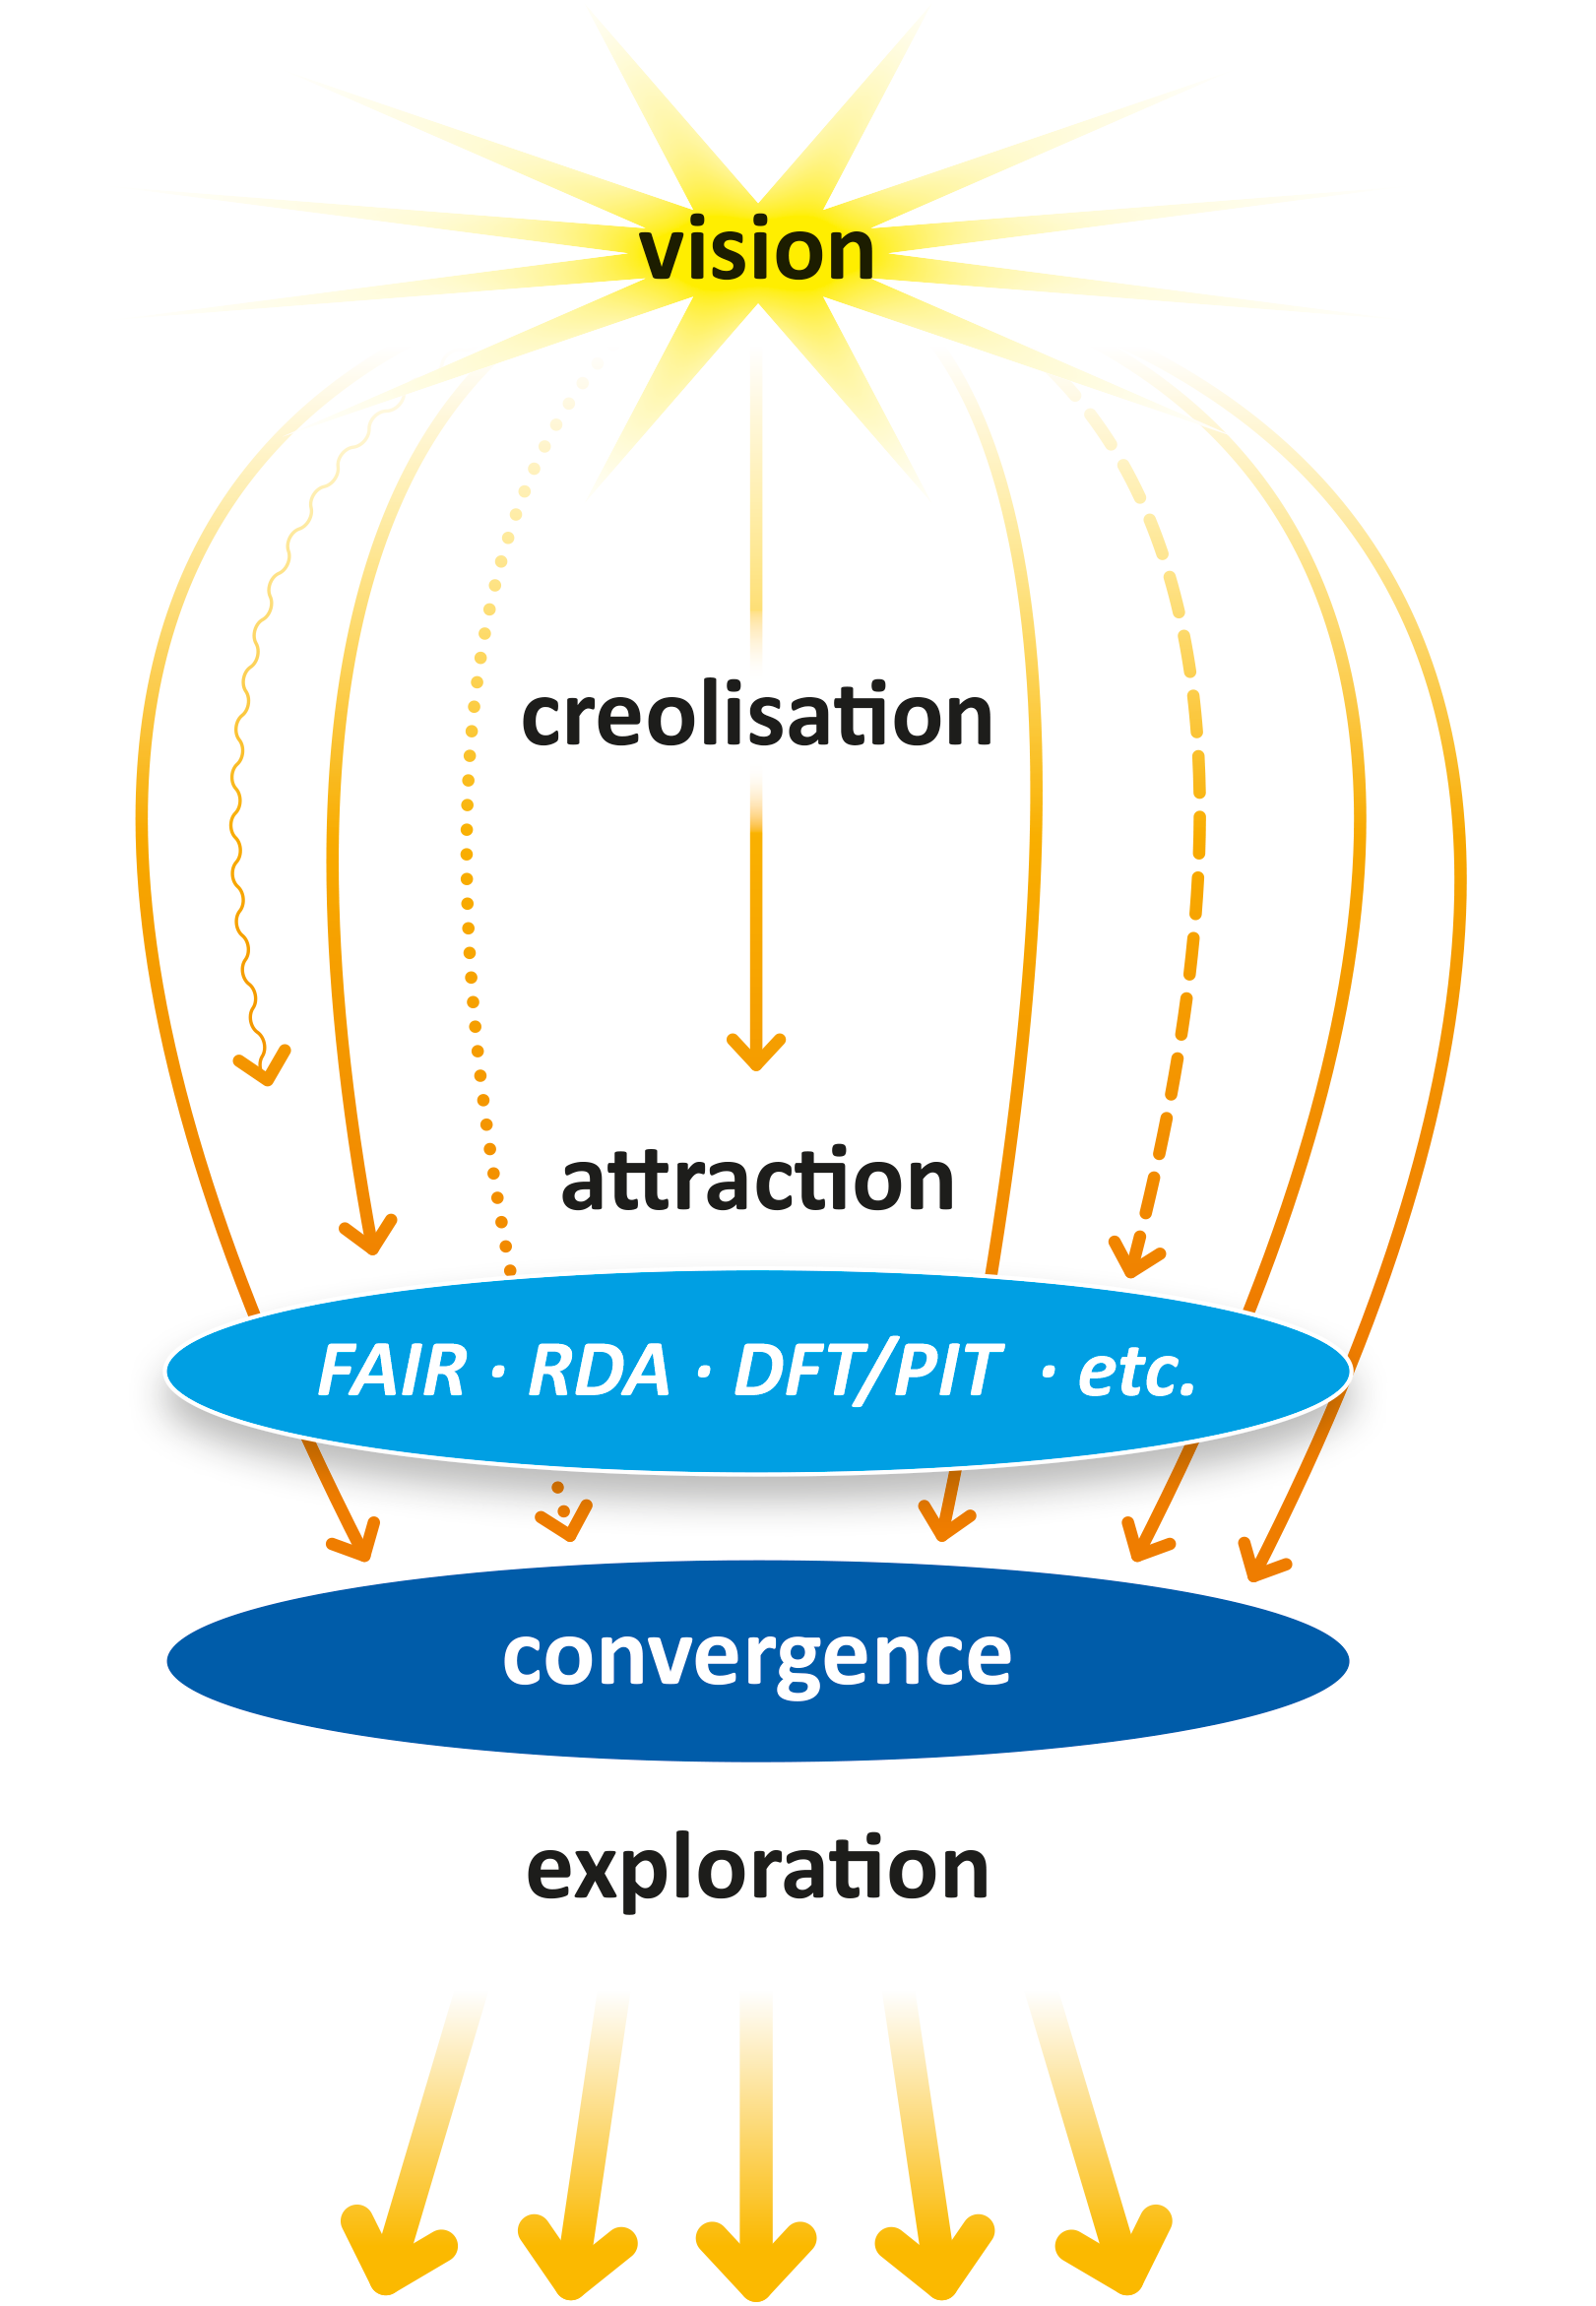 vision
creolisation
attraction
FAIR · RDA · DFT/PIT · etc.
convergence
exploration